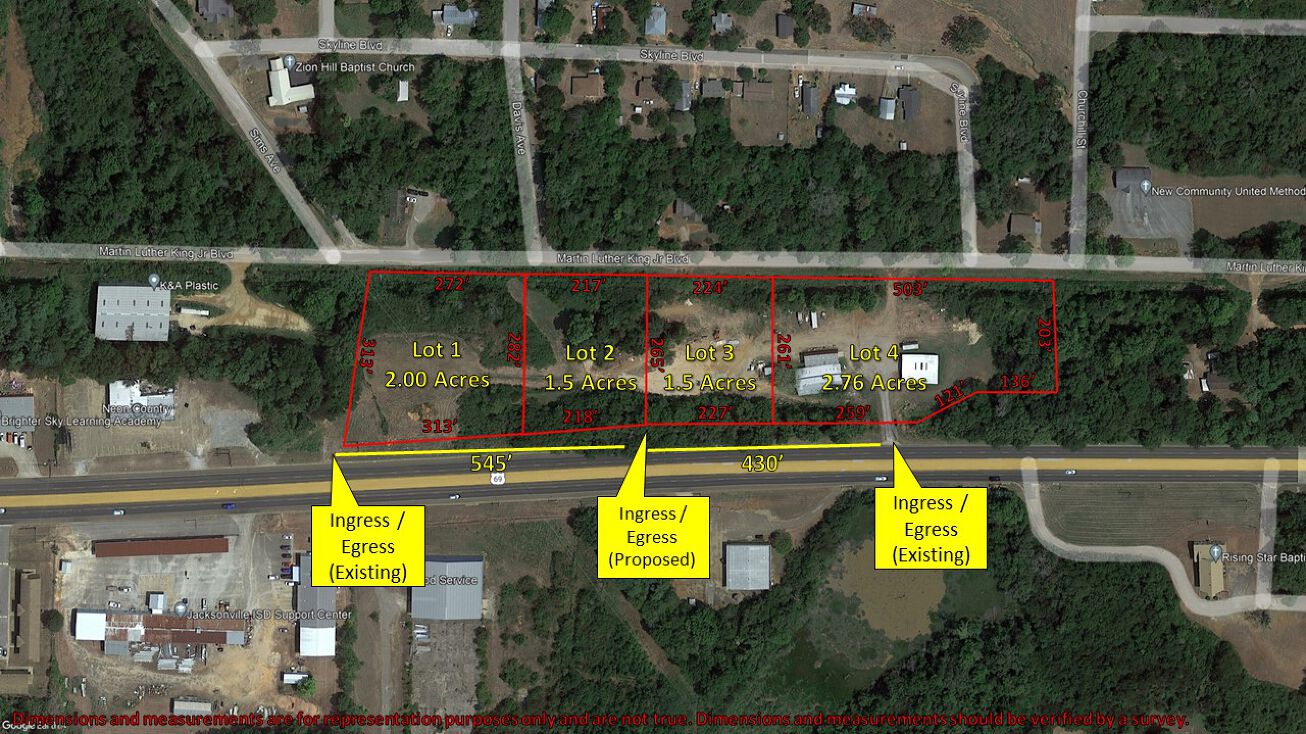 Skyline Blvd
Skyline Blvd
Zion Hill Baptist Church
Davis Ave
Sims Ave
Skyline Blvd
Churchill St
New Community United Method
Martin Luther King Jr Blvd
Martin Luther King Jr Blvd
Martin Luther Ki
K&A Plastic
272'
217'
224'
503'
313'
282'
265'
261'
203'
Lot 1
2.00 Acres
Lot 2
1.5 Acres
Lot 3
1.5 Acres
Lot 4
2.76 Acres
121'
136'
313'
218'
227'
259'
Neon Country
Brighter Sky Learning Academy
545'
430'
69
Ingress /
Egress
(Existing)
Ingress /
Egress
(Proposed)
Ingress /
Egress
(Existing)
Service
Jacksonville ISD Support Center
Rising Star Bapti
Google Earth
Dimensions and measurements are for representation purposes only and are not true. Dimensions and measurements should be verified by a survey.